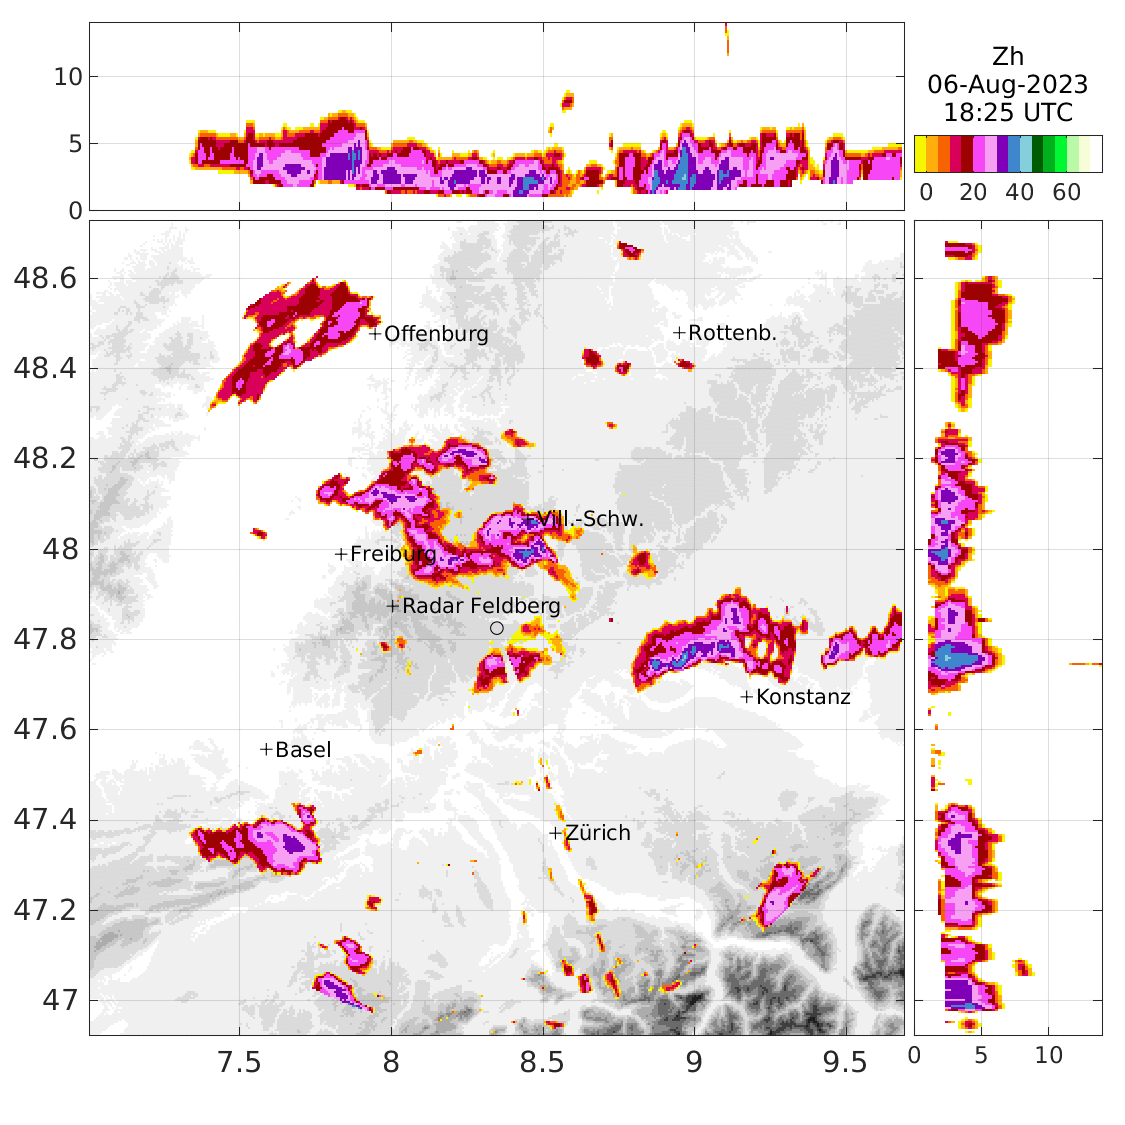 10
5
0
Zh
06-Aug-2023
18:25 UTC
0 20 40 60
48.6
48.4
48.2
48
47.8
47.6
47.4
47.2
47
+Offenburg
+Rottenb.
+Vill.-Schw.
+Freiburg
+Radar Feldberg
+Konstanz
+Basel
+Zürich
7.5 8 8.5 9 9.5
0 5 10